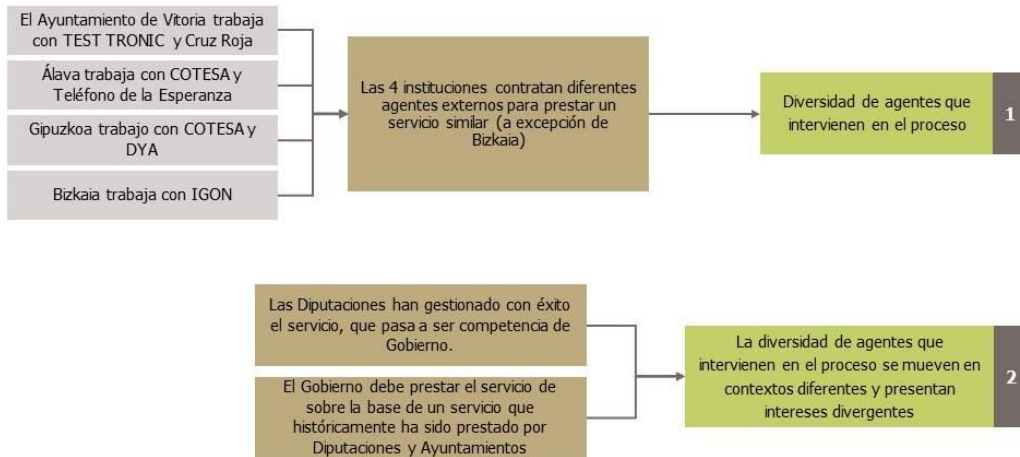 El Ayuntamiento de Vitoria trabaja
con TEST TRONIC y Cruz Roja
Álava trabaja con COTESA y
Teléfono de la Esperanza
Gipuzkoa trabajo con COTESA y
DYA
Bizkaia trabaja con IGON
Las 4 instituciones contratan diferentes
agentes externos para prestar un
servicio similar (a excepción de
Bizkaia)
Diversidad de agentes que
intervienen en el proceso
1
Las Diputaciones han gestionado con éxito
el servicio, que pasa a ser competencia de
Gobierno.
El Gobierno debe prestar el servicio de
sobre la base de un servicio que
históricamente ha sido prestado por
Diputaciones y Ayuntamientos
La diversidad de agentes que
intervienen en el proceso se mueven en
contextos diferentes y presentan
intereses divergentes
2